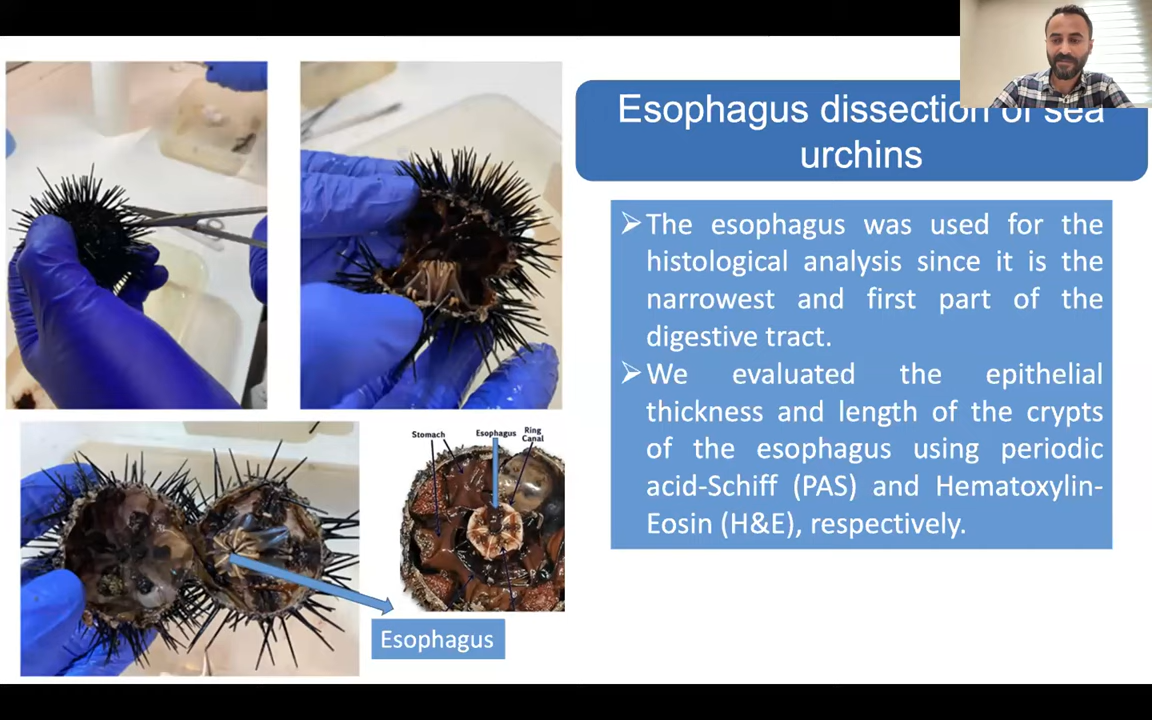 Esophagus dissection of sea
urchins
➢The esophagus was used for the
histological analysis since it is the
narrowest and first part of the
digestive tract.
➢We evaluated the epithelial
thickness and length of the crypts
of the esophagus using periodic
acid-Schiff (PAS) and Hematoxylin-
Eosin (H&E), respectively.
Stomach
Esophagus
Ring
Canal
Esophagus